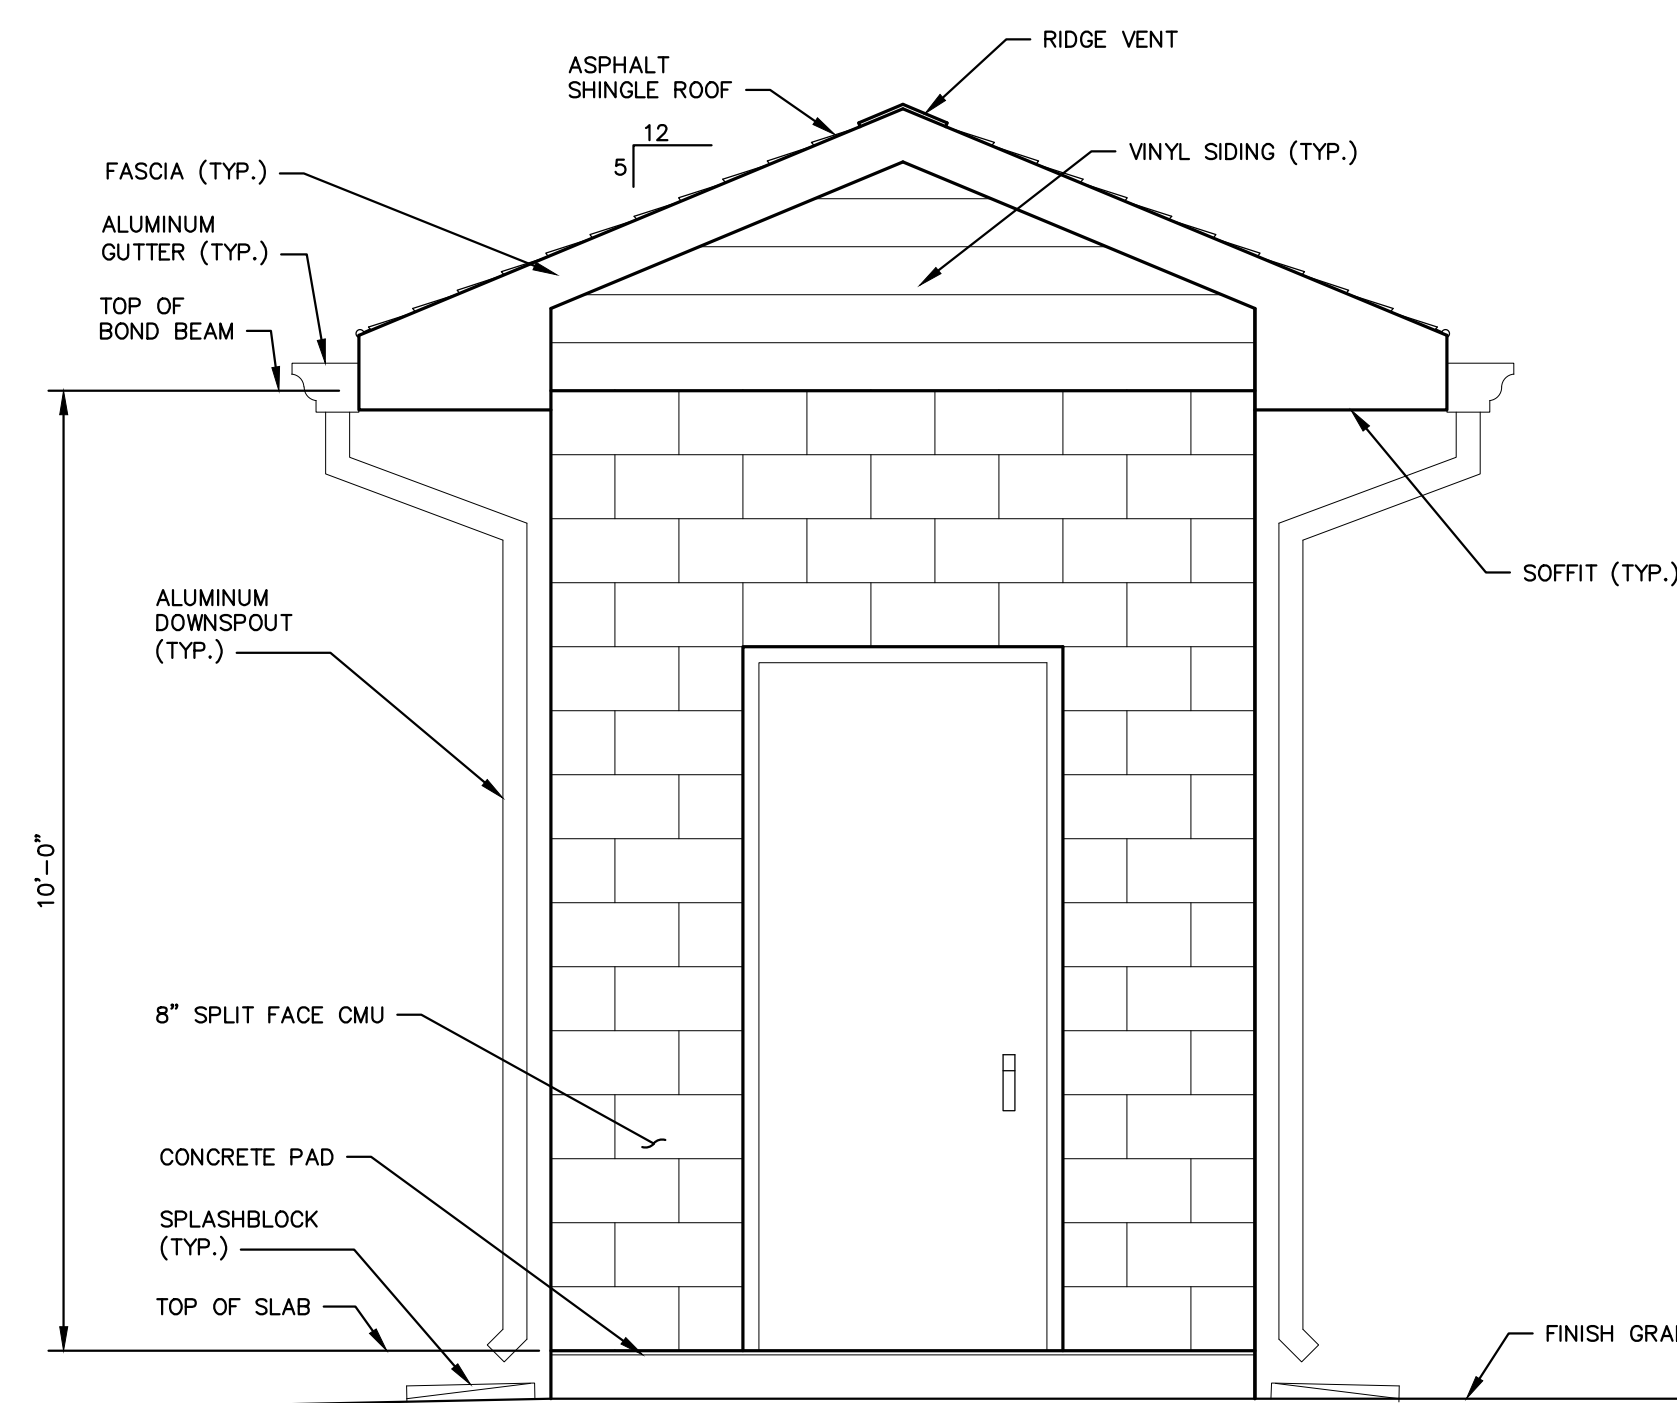 RIDGE VENT
ASPHALT
SHINGLE ROOF
12
5
VINYL SIDING (TYP.)
FASCIA (TYP.)
ALUMINUM
GUTTER (TYP.)
TOP OF
BOND BEAM
SOFFIT (TYP.)
ALUMINUM
DOWNSPOUT
(TYP.)
10'-0"
8" SPLIT FACE CMU
CONCRETE PAD
SPLASHBLOCK
(TYP.)
TOP OF SLAB
FINISH